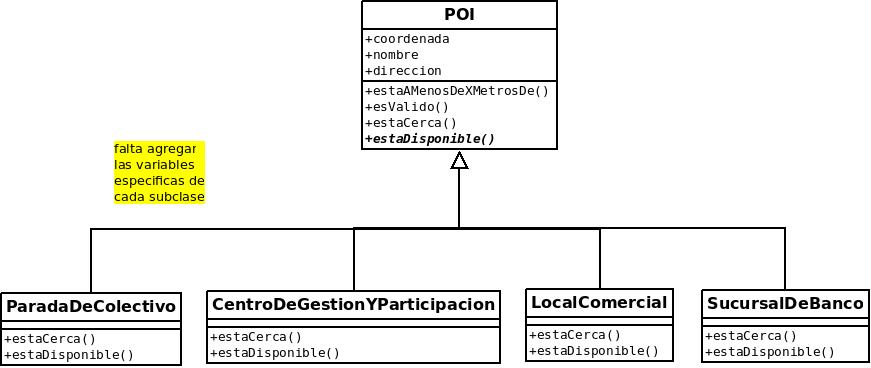 POI
+coordenada
+nombre
+direccion
+estaAMenosDeXMetrosDe()
+esValido()
+estaCerca()
+estaDisponible()
falta agregar
las variables
especificas de
cada subclase
ParadaDeColectivo
+estaCerca()
+estaDisponible()
CentroDeGestionYParticipacion
+estaCerca()
+estaDisponible()
LocalComercial
+estaCerca()
+estaDisponible()
SucursalDeBanco
+estaCerca()
+estaDisponible()